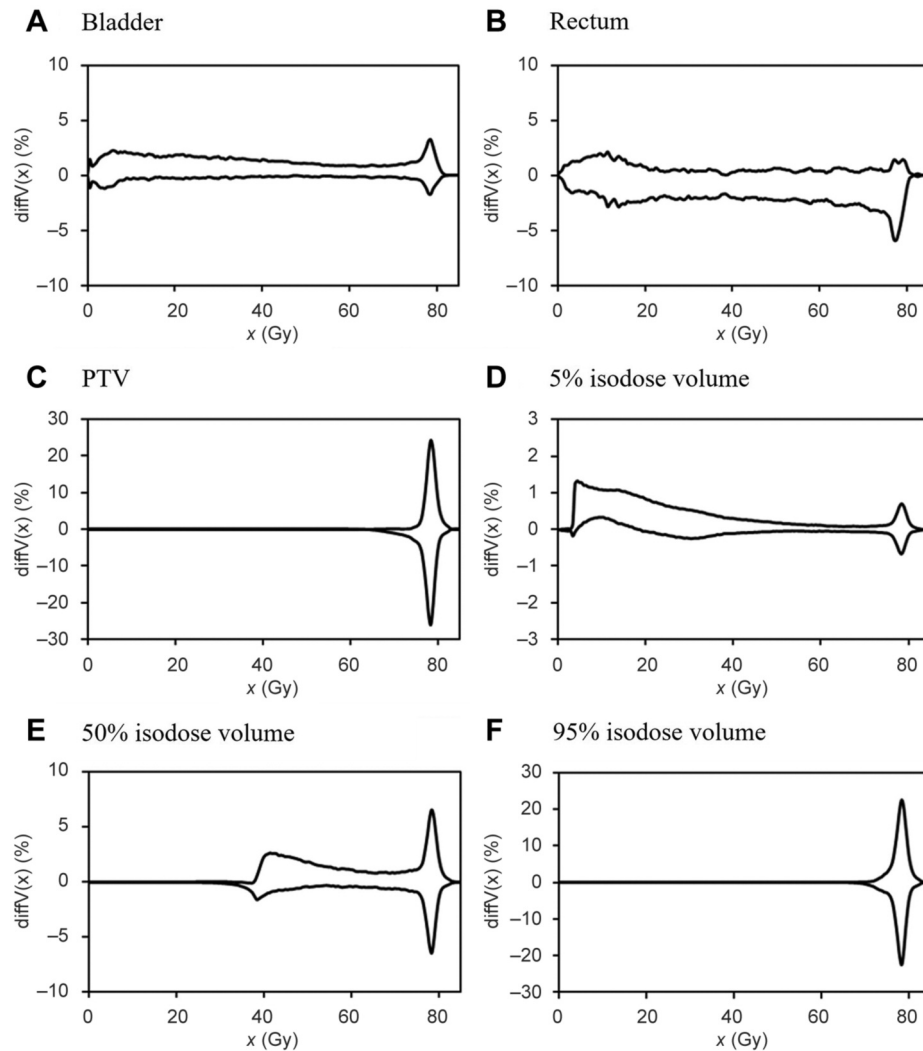 A Bladder
10
5
0
–5
–10
diffV(x) (%)
0 20 40 60 80
x (Gy)
B Rectum
10
5
0
–5
–10
diffV(x) (%)
0 20 40 60 80
x (Gy)
C PTV
30
20
10
0
–10
–20
–30
diffV(x) (%)
0 20 40 60 80
x (Gy)
D 5% isodose volume
3
2
1
0
–1
–2
–3
diffV(x) (%)
0 20 40 60 80
x (Gy)
E 50% isodose volume
10
5
0
–5
–10
diffV(x) (%)
0 20 40 60 80
x (Gy)
F 95% isodose volume
30
20
10
0
–10
–20
–30
diffV(x) (%)
0 20 40 60 80
x (Gy)